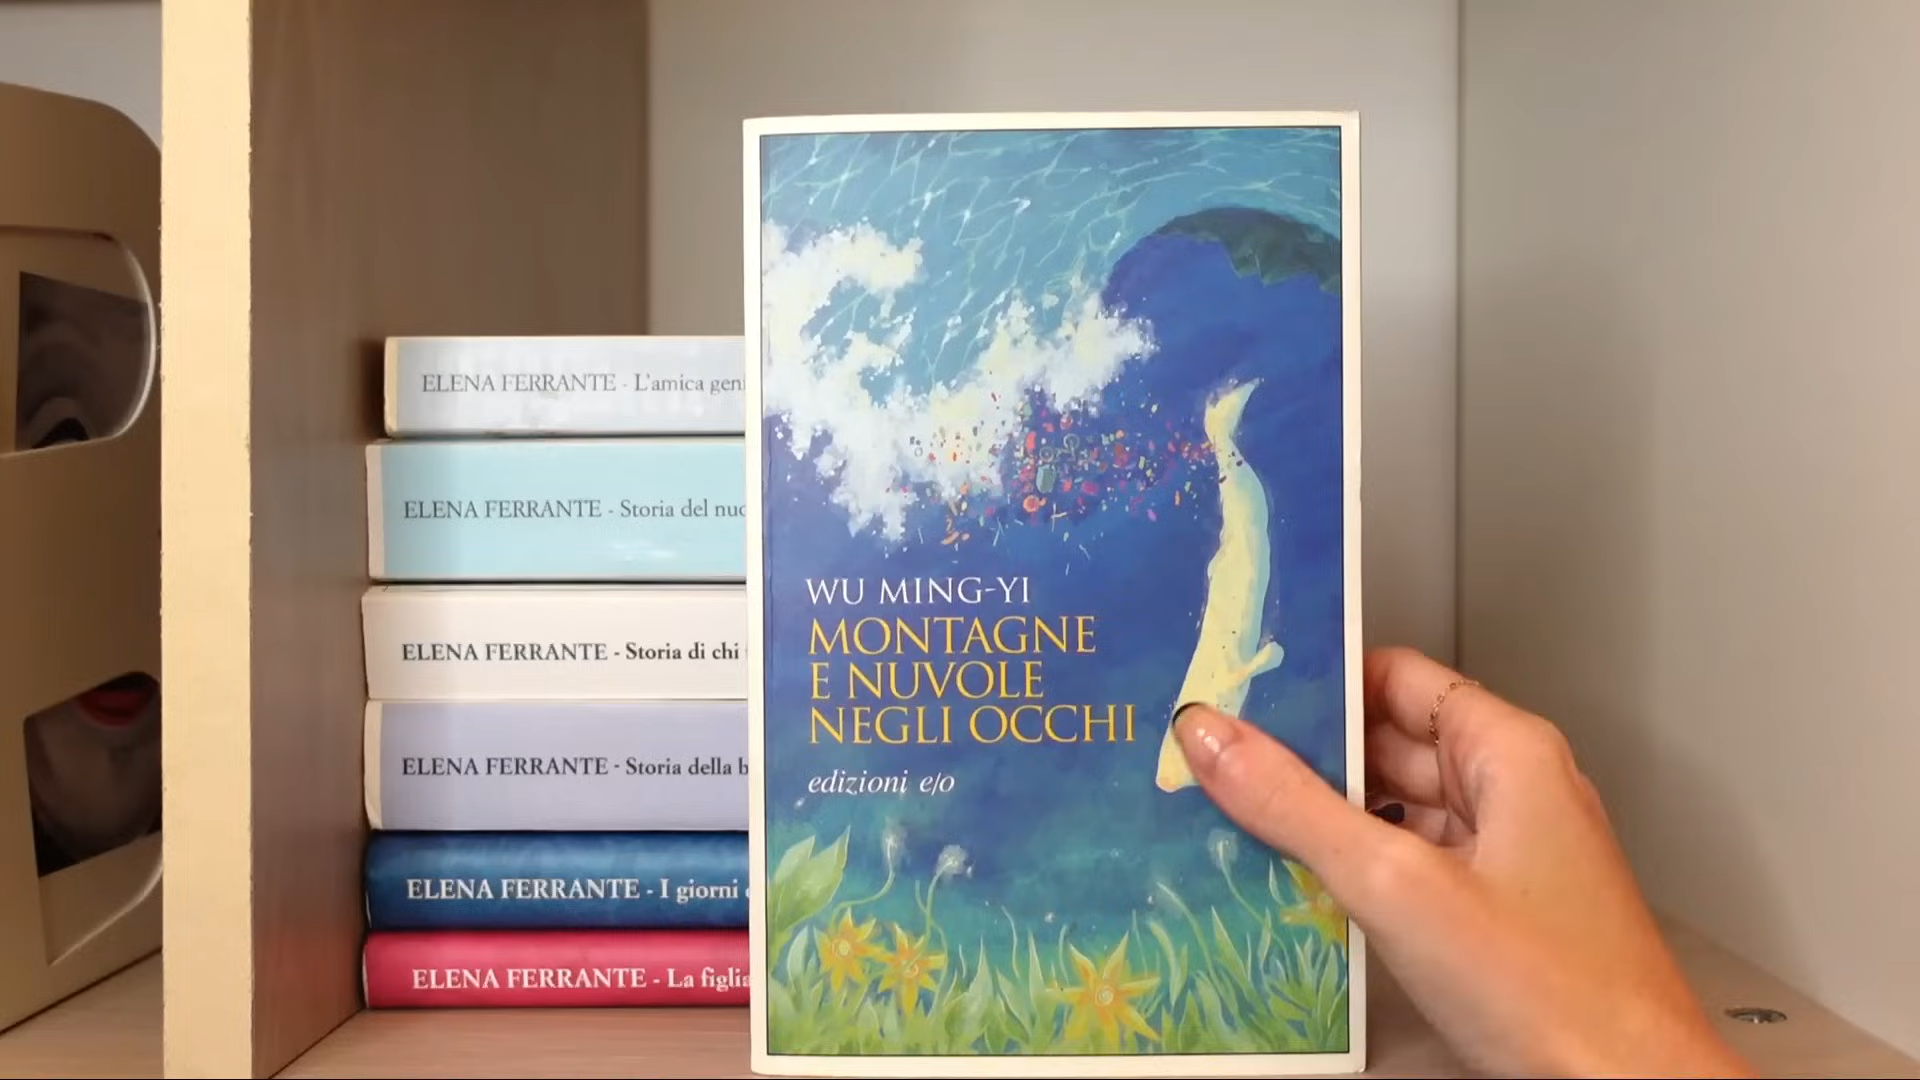 ELENA FERRANTE - L'amica gen
ELENA FERRANTE - Storia del nuo
ELENA FERRANTE - Storia di chi
ELENA FERRANTE - Storia della b
ELENA FERRANTE - I giorni
ELENA FERRANTE - La figlia
WU MING-YI
MONTAGNE
E NUVOLE
NEGLI OCCHI
edizioni e/o